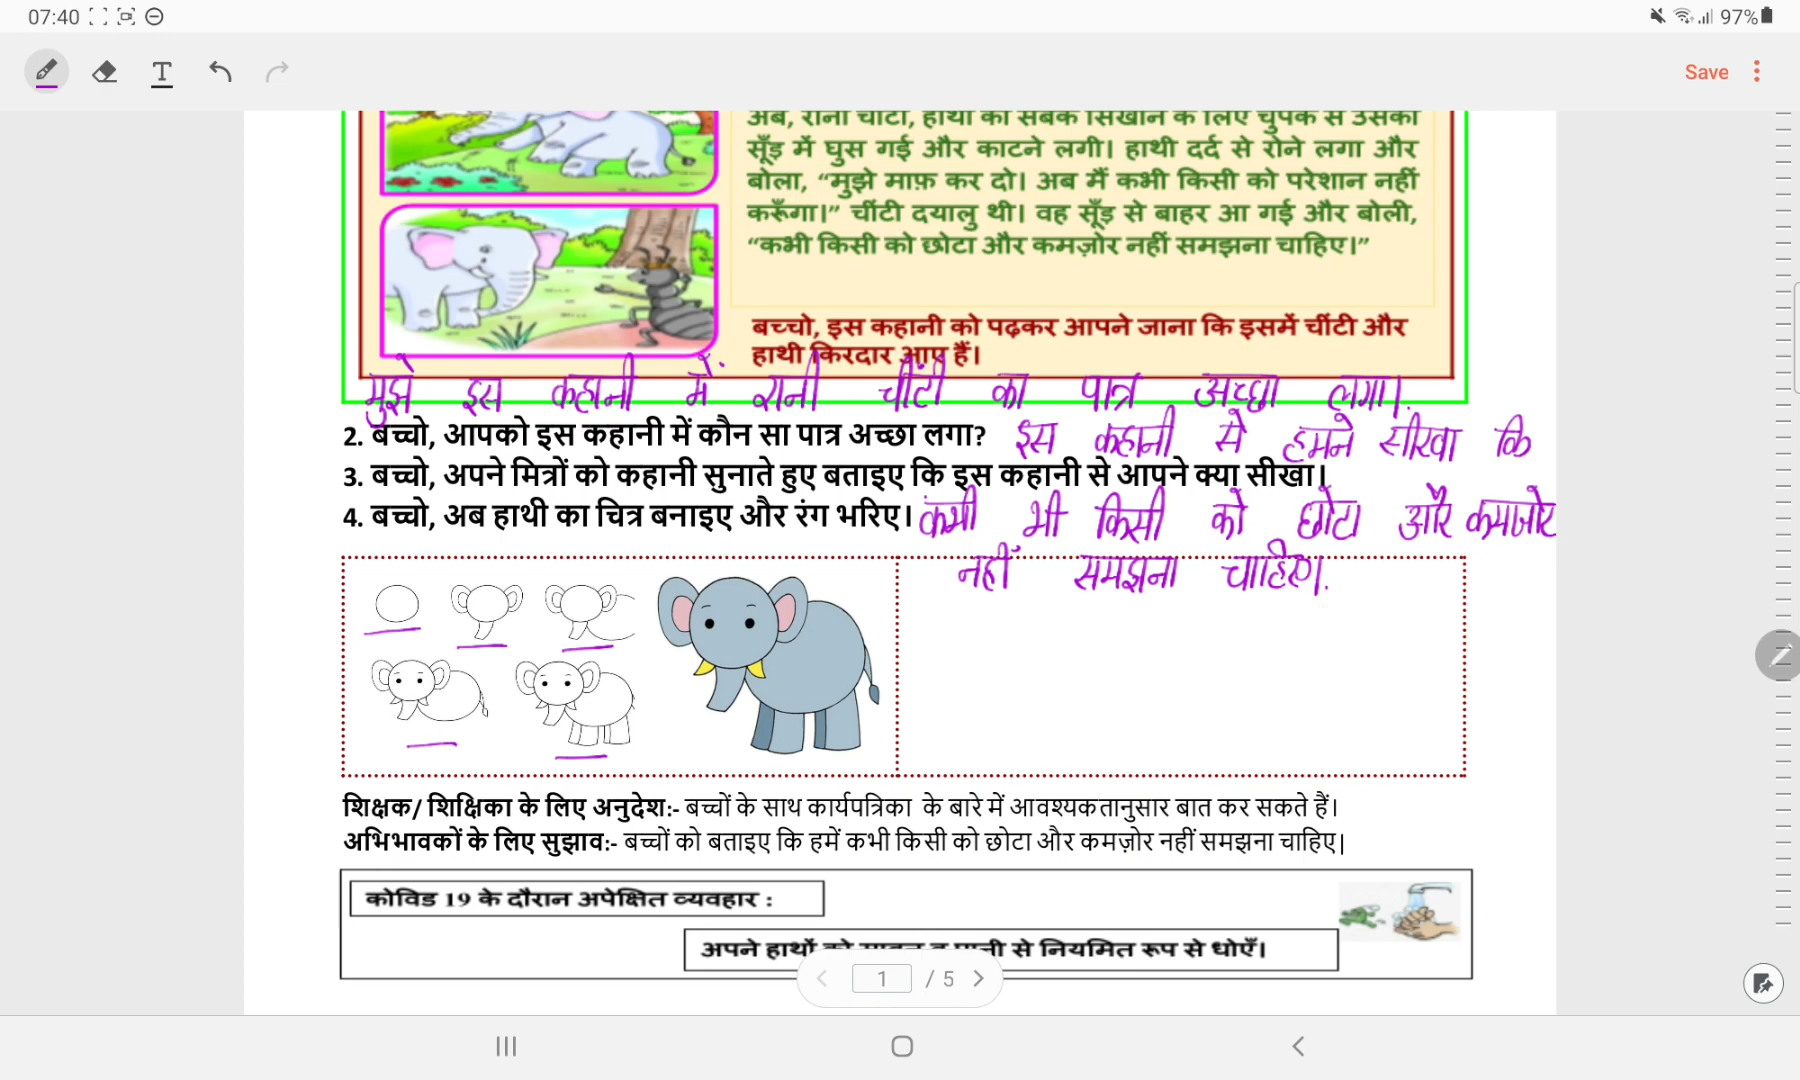 07:40
97%
T
Save
अब, रानी चींटी, हाथी को सबक सिखाने के लिए चुपके से उसकी
सूँड़ में घुस गई और काटने लगी। हाथी दर्द से रोने लगा और
बोला, “मुझे माफ़ कर दो। अब मैं कभी किसी को परेशान नहीं
करूँगा।” चींटी दयालु थी। वह सूँड़ से बाहर आ गई और बोली,
“कभी किसी को छोटा और कमज़ोर नहीं समझना चाहिए।”
बच्चो, इस कहानी को पढ़कर आपने जाना कि इसमें चींटी और
हाथी किरदार आए हैं।
मुझे इस कहानी में रानी चींटी का पात्र अच्छा लगा।
2. बच्चो, आपको इस कहानी में कौन सा पात्र अच्छा लगा? इस कहानी से हमने सीखा कि
3. बच्चो, अपने मित्रों को कहानी सुनाते हुए बताइए कि इस कहानी से आपने क्या सीखा।
4. बच्चो, अब हाथी का चित्र बनाइए और रंग भरिए। कभी भी किसी को छोटा और कमजोर
नहीं समझना चाहिए।
शिक्षक/ शिक्षिका के लिए अनुदेश:- बच्चों के साथ कार्यपत्रिका के बारे में आवश्यकतानुसार बात कर सकते हैं।
अभिभावकों के लिए सुझाव:- बच्चों को बताइए कि हमें कभी किसी को छोटा और कमज़ोर नहीं समझना चाहिए।
कोविड 19 के दौरान अपेक्षित व्यवहार :
अपने हाथों को से नियमित रूप से धोएँ।
1 / 5